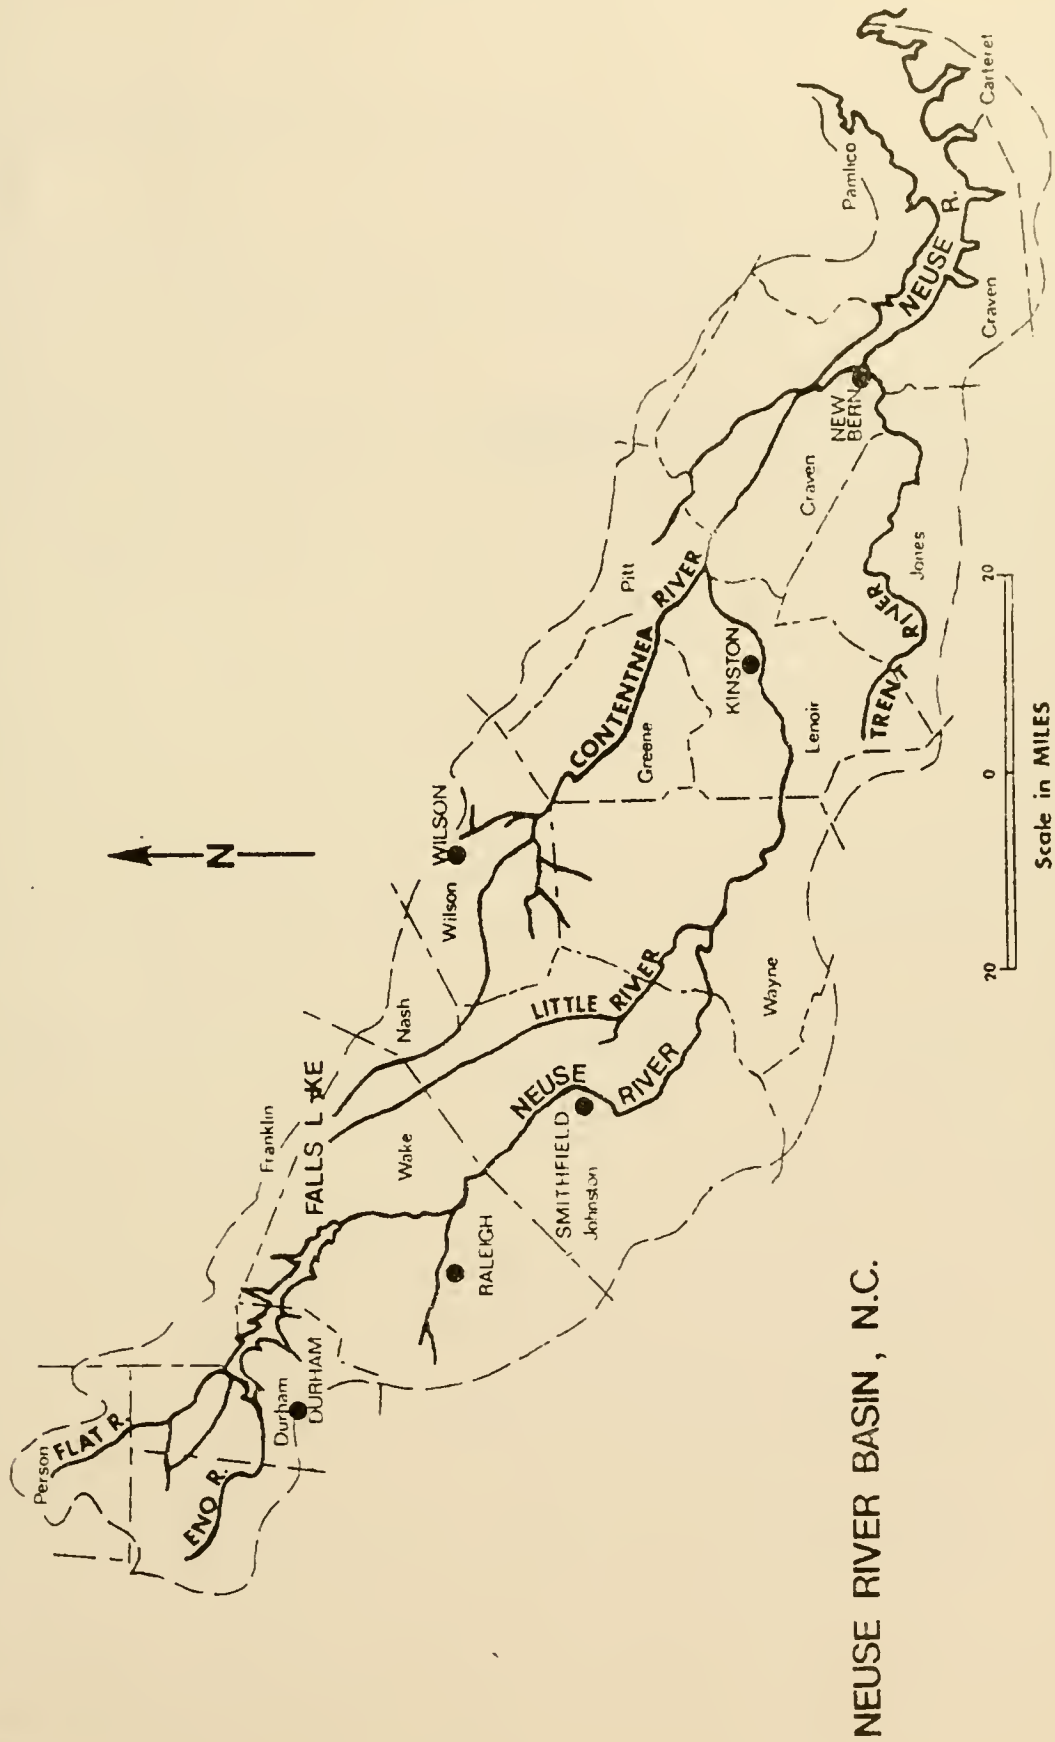 Person
FLAT R.
ENO R.
Durham
DURHAM
Franklin
FALLS L KE
Wake
RALEIGH
Nash
Wilson
WILSON
LITTLE RIVER
NEUSE RIVER
SMITHFIELD
Johnston
Wayne
CONTENTNEA RIVER
Greene
Pitt
KINSTON
Lenoir
TRENT RIVER
RIVER
Jones
Craven
NEW
BERN
NEUSE R.
Pamlico
Craven
Carteret
N
20 0 20
Scale in MILES
NEUSE RIVER BASIN, N.C.